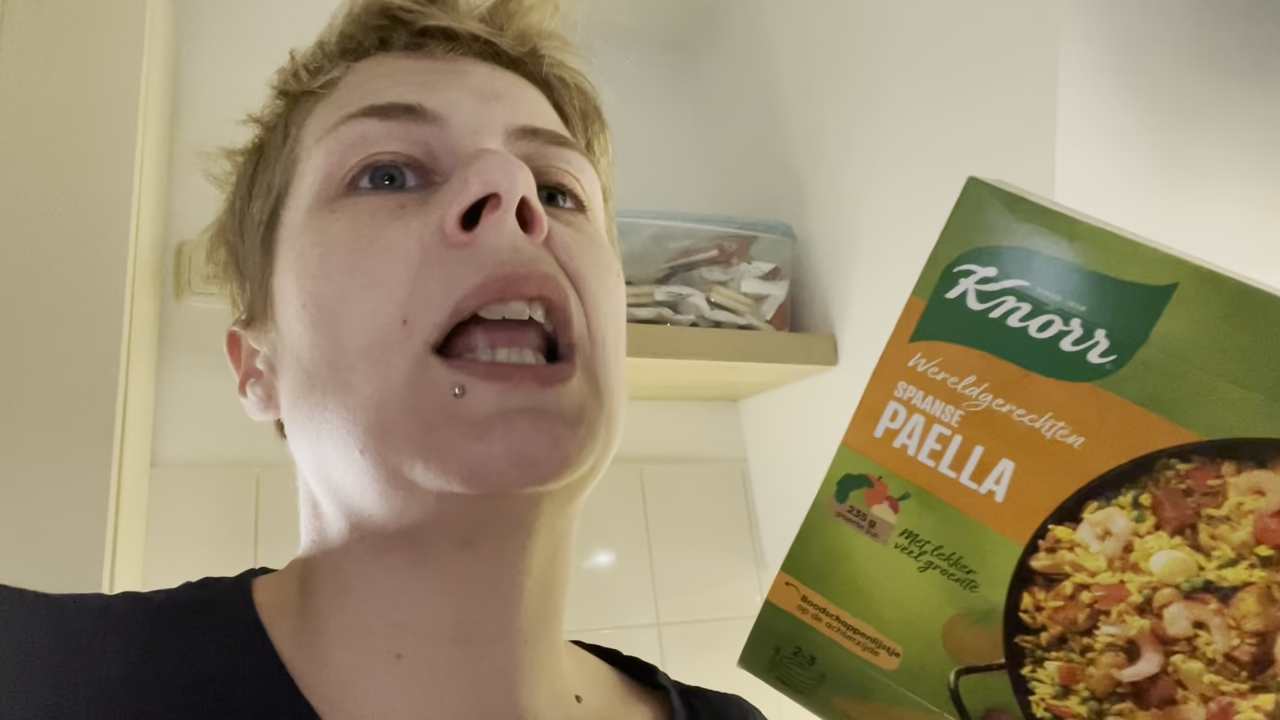 Knorr
Wereldgerechten
SPAANSE
PAELLA
235 g
Met lekker
veel groente
Boodschappenlijstje
op de achterzijde
2-3